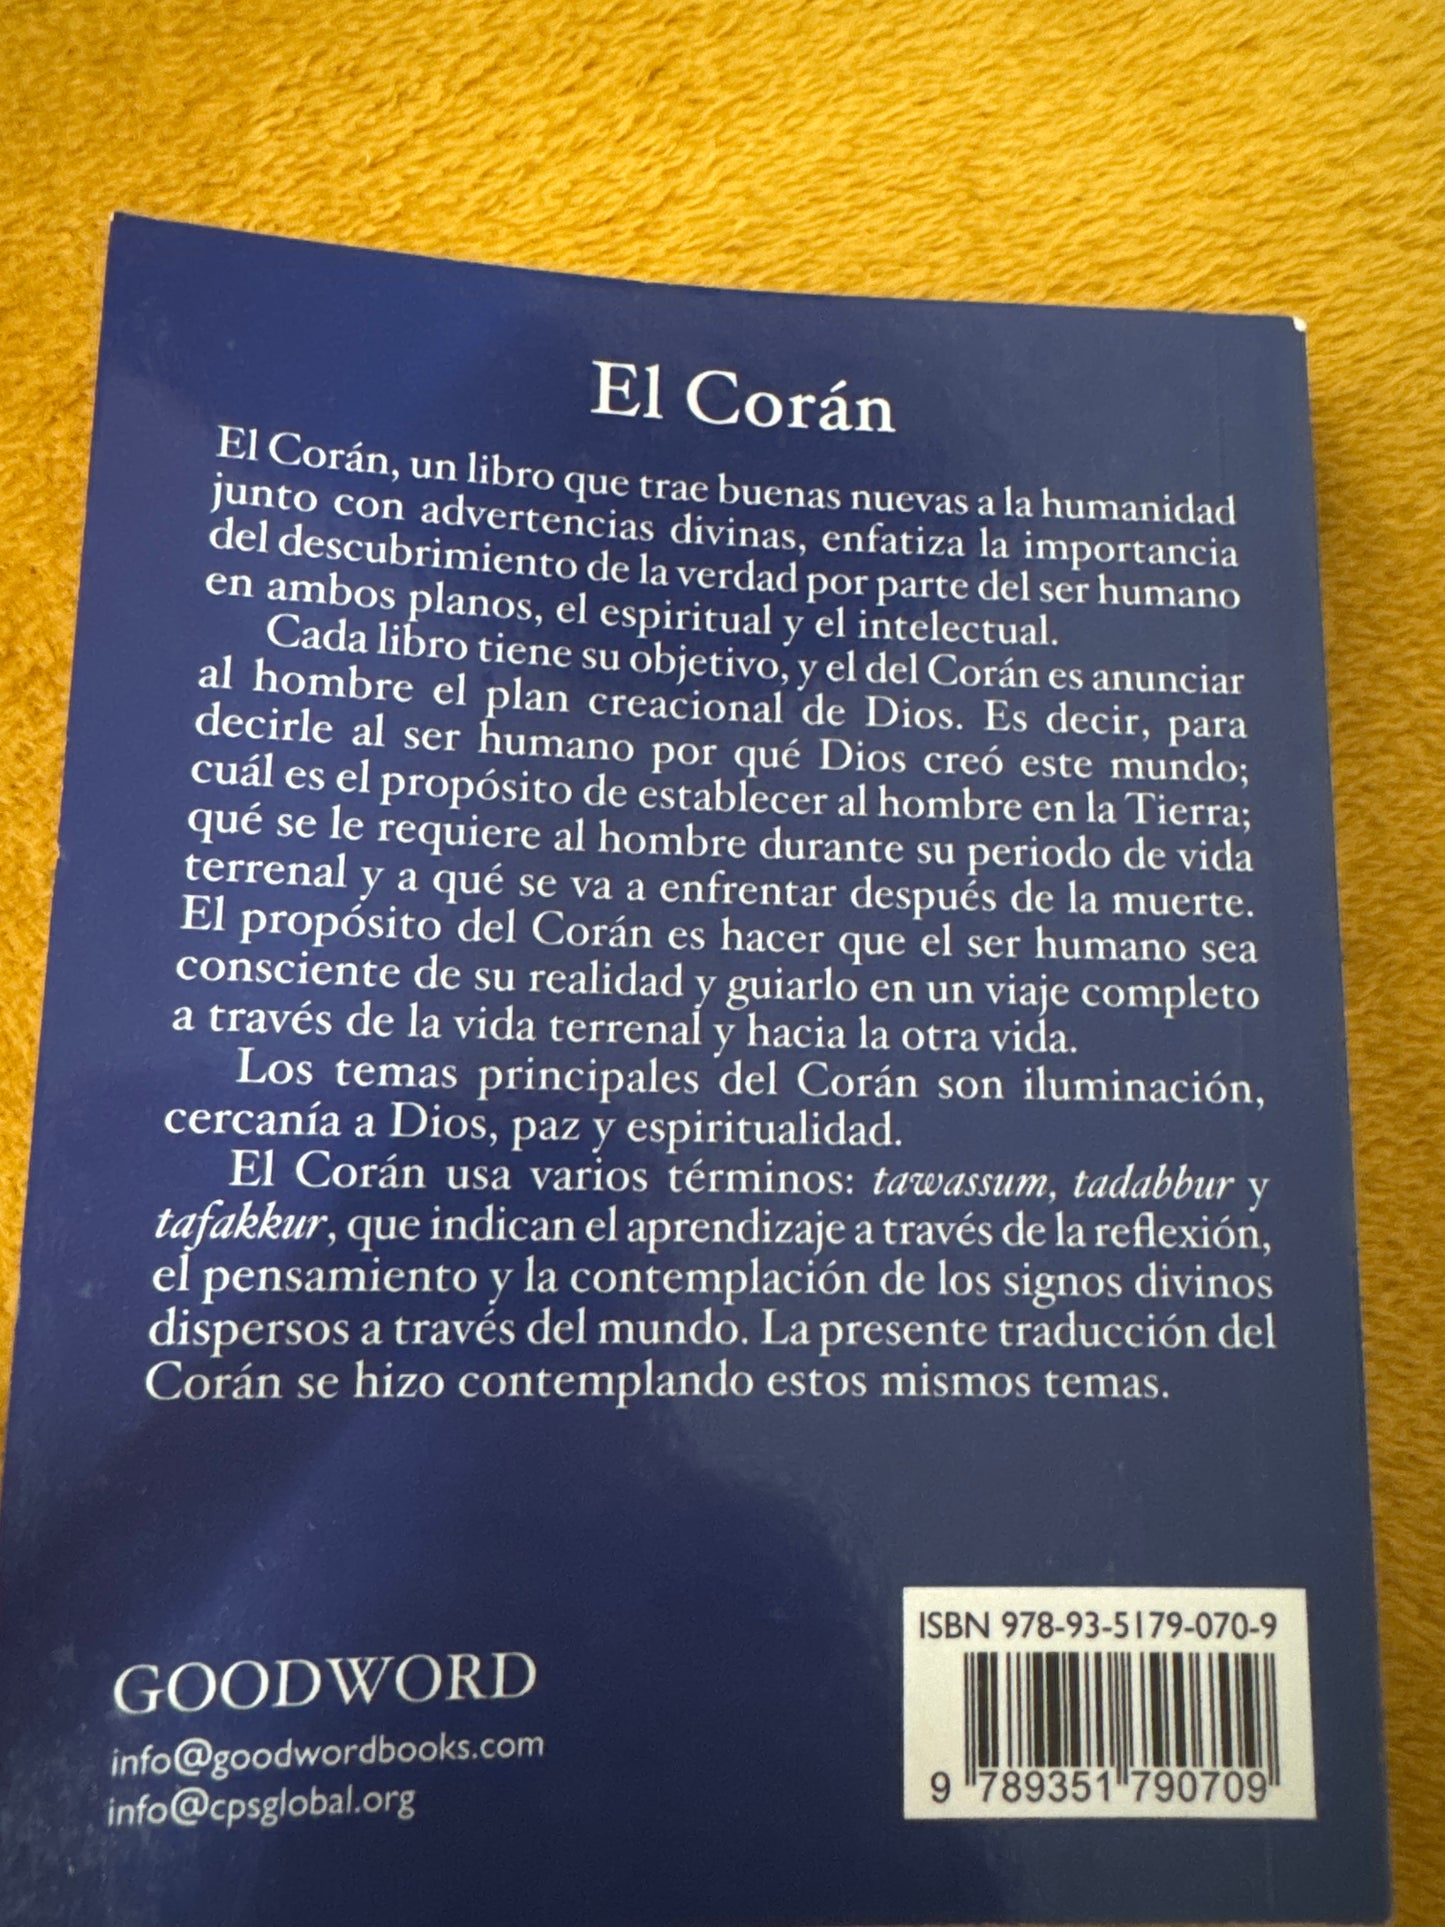 El Corán
El Corán, un libro que trae buenas nuevas a la humanidad
junto con advertencias divinas, enfatiza la importancia
del descubrimiento de la verdad por parte del ser humano
en ambos planos, el espiritual y el intelectual.
Cada libro tiene su objetivo, y el del Corán es anunciar
al hombre el plan creacional de Dios. Es decir, para
decirle al ser humano por qué Dios creó este mundo;
cuál es el propósito de establecer al hombre en la Tierra;
qué se le requiere al hombre durante su periodo de vida
terrenal y a qué se va a enfrentar después de la muerte.
El propósito del Corán es hacer que el ser humano sea
consciente de su realidad y guiarlo en un viaje completo
a través de la vida terrenal y hacia la otra vida.
Los temas principales del Corán son iluminación,
cercanía a Dios, paz y espiritualidad.
El Corán usa varios términos: tawassum, tadabbur y
tafakkur, que indican el aprendizaje a través de la reflexión,
el pensamiento y la contemplación de los signos divinos
dispersos a través del mundo. La presente traducción del
Corán se hizo contemplando estos mismos temas.
GOODWORD
info@goodwordbooks.com
info@cpsglobal.org
ISBN 978-93-5179-070-9
9 789351 790709